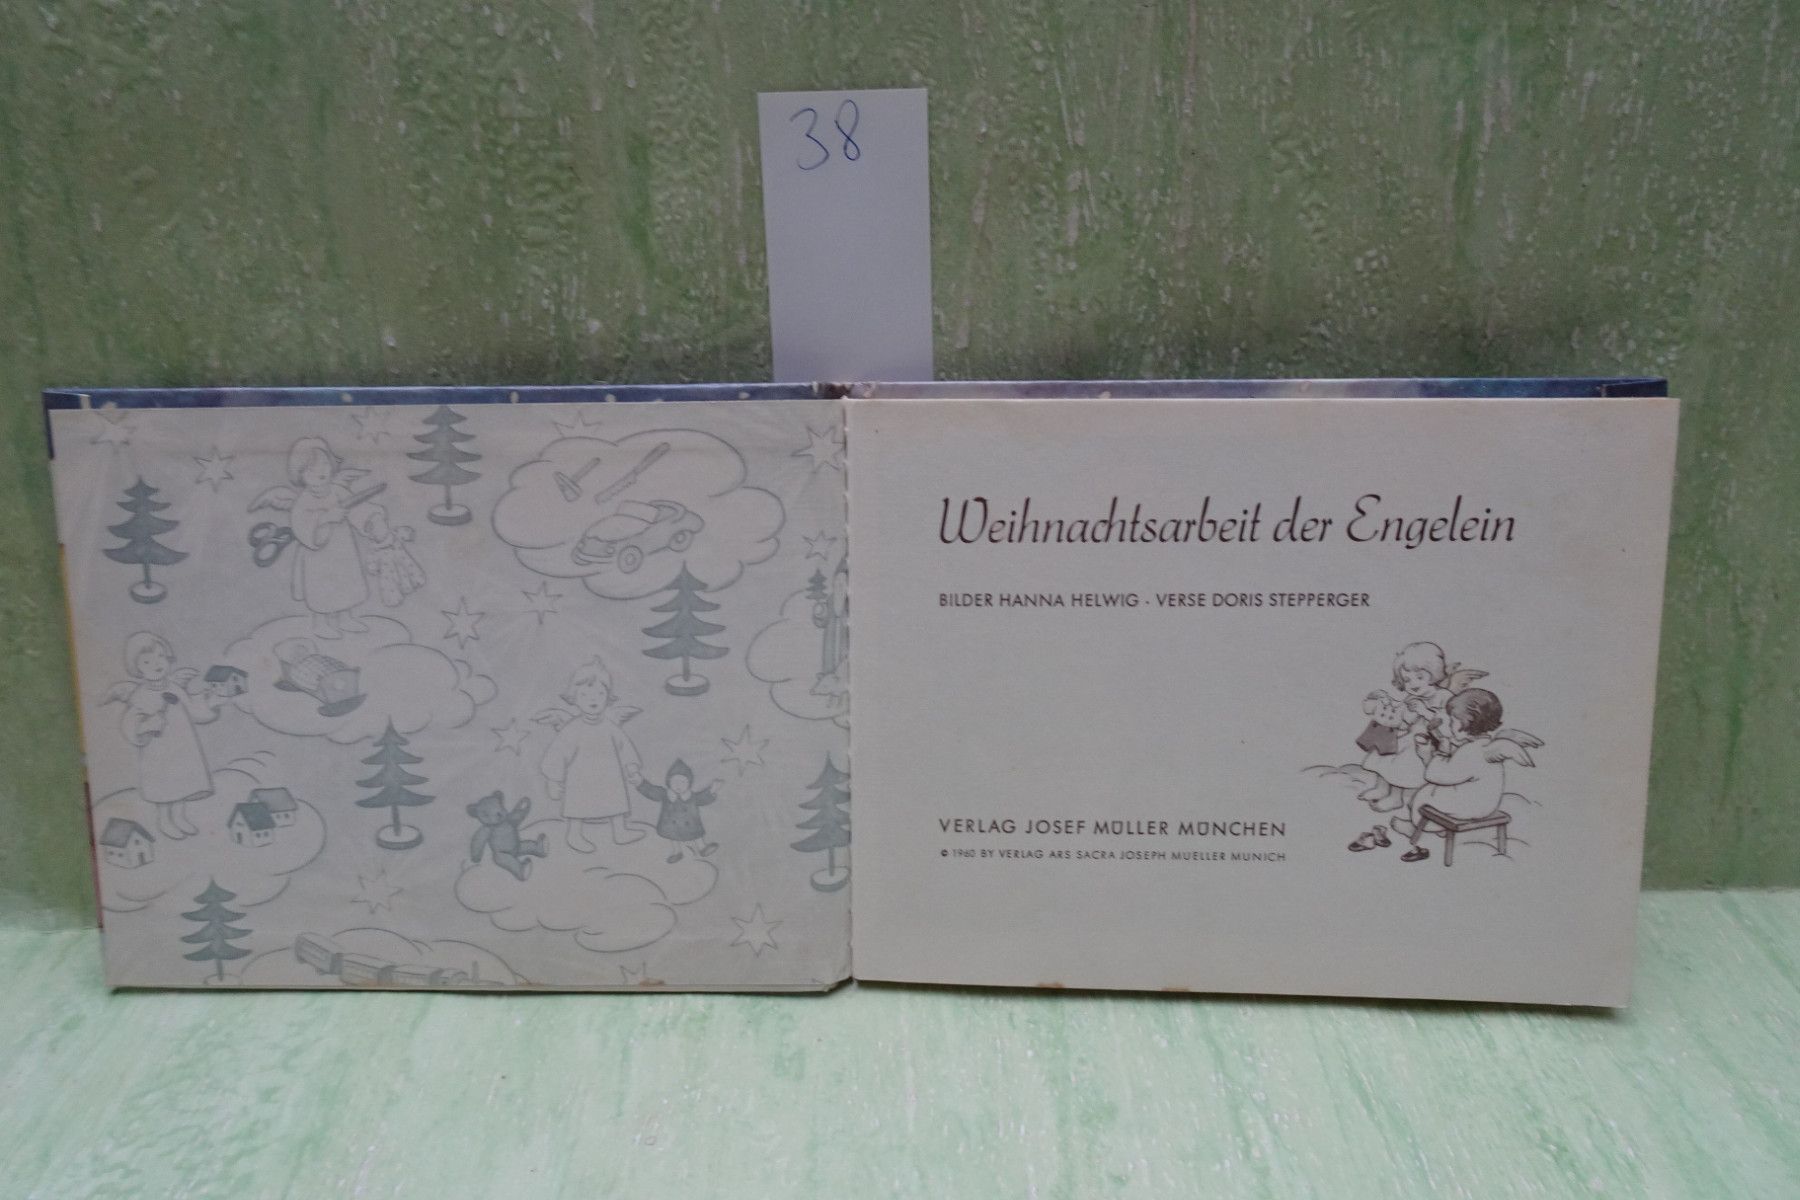 38
Weihnachtsarbeit der Engelein
BILDER HANNA HELWIG · VERSE DORIS STEPPERGER
VERLAG JOSEF MÜLLER MÜNCHEN
© 1960 BY VERLAG ARS SACRA JOSEPH MUELLER MUNICH